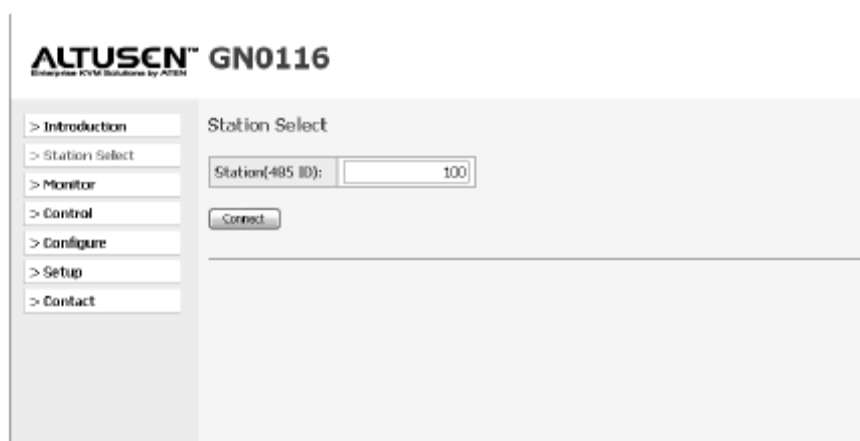 ALTUSEN™ GN0116
Enterprise KVM Solutions by ATEN
> Introduction
> Station Select
> Monitor
> Control
> Configure
> Setup
> Contact
Station Select
Station(485 ID): 100
Connect